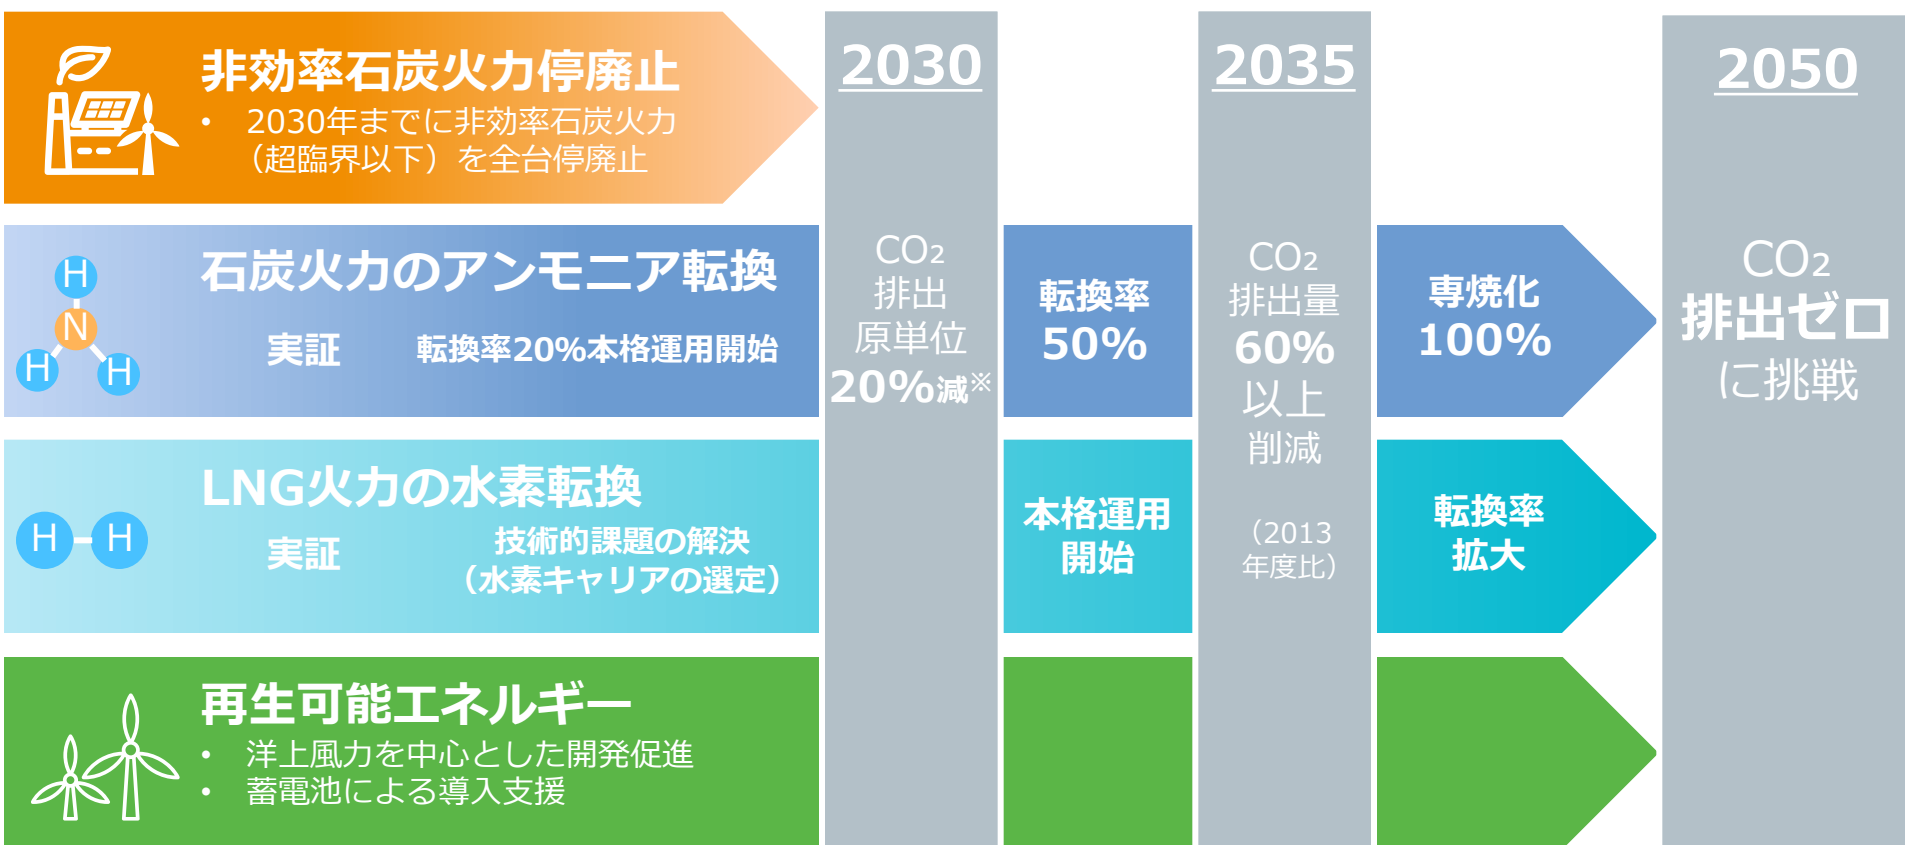 非効率石炭火力停廃止
• 2030年までに非効率石炭火力
（超臨界以下）を全台停廃止
石炭火力のアンモニア転換
実証 転換率20%本格運用開始
H
N
H H
LNG火力の水素転換
実証 技術的課題の解決
（水素キャリアの選定）
H H
再生可能エネルギー
• 洋上風力を中心とした開発促進
• 蓄電池による導入支援
2030
CO₂
排出
原単位
20%減※
転換率
50%
本格運用
開始
2035
CO₂
排出量
60%
以上
削減
（2013
年度比）
専焼化
100%
転換率
拡大
2050
CO₂
排出ゼロ
に挑戦